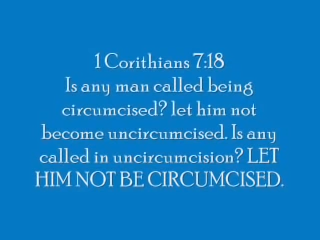 1 Corithians 7:18
Is any man called being
circumcised? let him not
become uncircumcised. Is any
called in uncircumcision? LET
HIM NOT BE CIRCUMCISED.